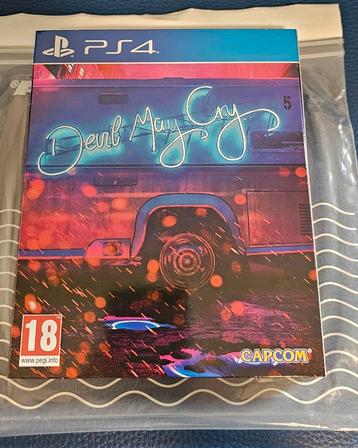 PS4
Devil May Cry
5
18
www.pegi.info
CAPCOM